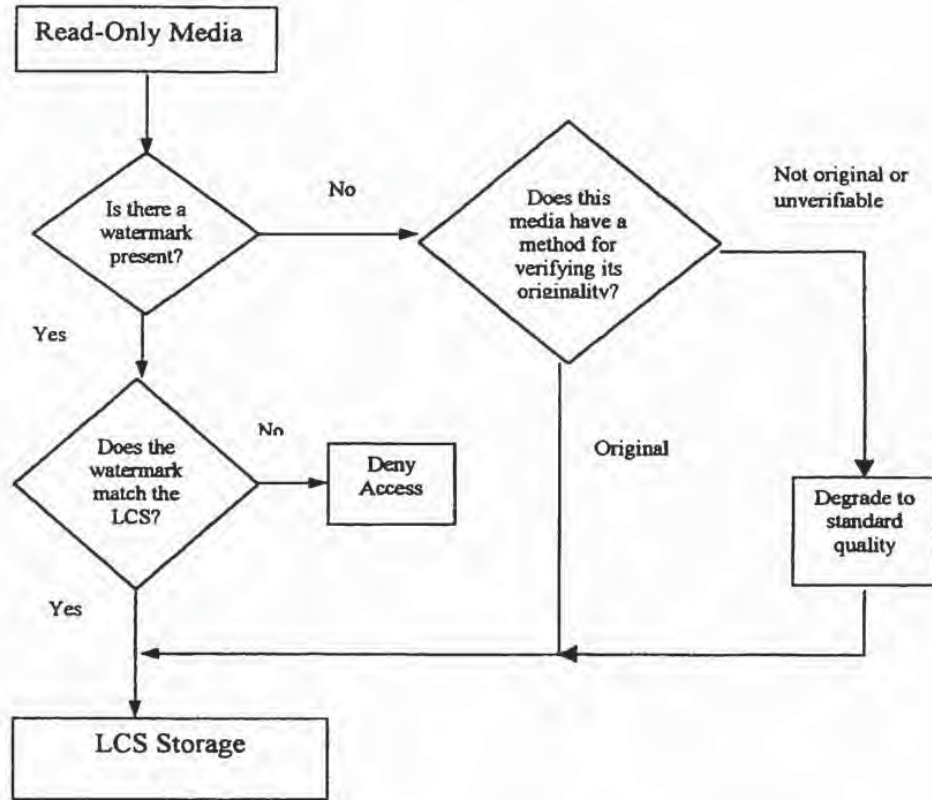 Read-Only Media
Is there a
watermark
present?
No
Does this
media have a
method for
verifying its
originality?
Not original or
unverifiable
Yes
Does the
watermark
match the
LCS?
No
Deny
Access
Original
Degrade to
standard
quality
Yes
LCS Storage